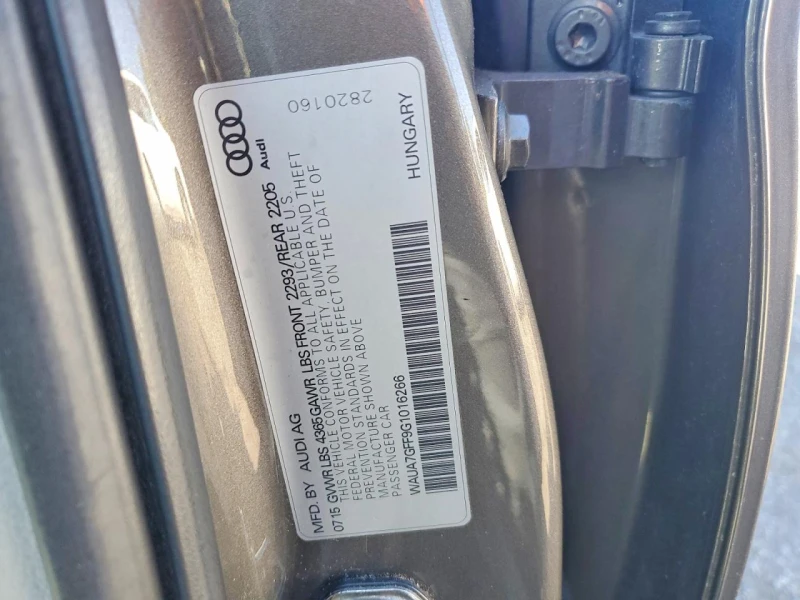 Audi
2820160
MFD. BY AUDI AG
0715 GVWR LBS 4365 GAWR LBS FRONT 2293/REAR 2205
THIS VEHICLE CONFORMS TO ALL APPLICABLE U.S.
FEDERAL MOTOR VEHICLE SAFETY, BUMPER AND THEFT
PREVENTION STANDARDS IN EFFECT ON THE DATE OF
MANUFACTURE SHOWN ABOVE
PASSENGER CAR
HUNGARY
WAUA7GFF9G1016266